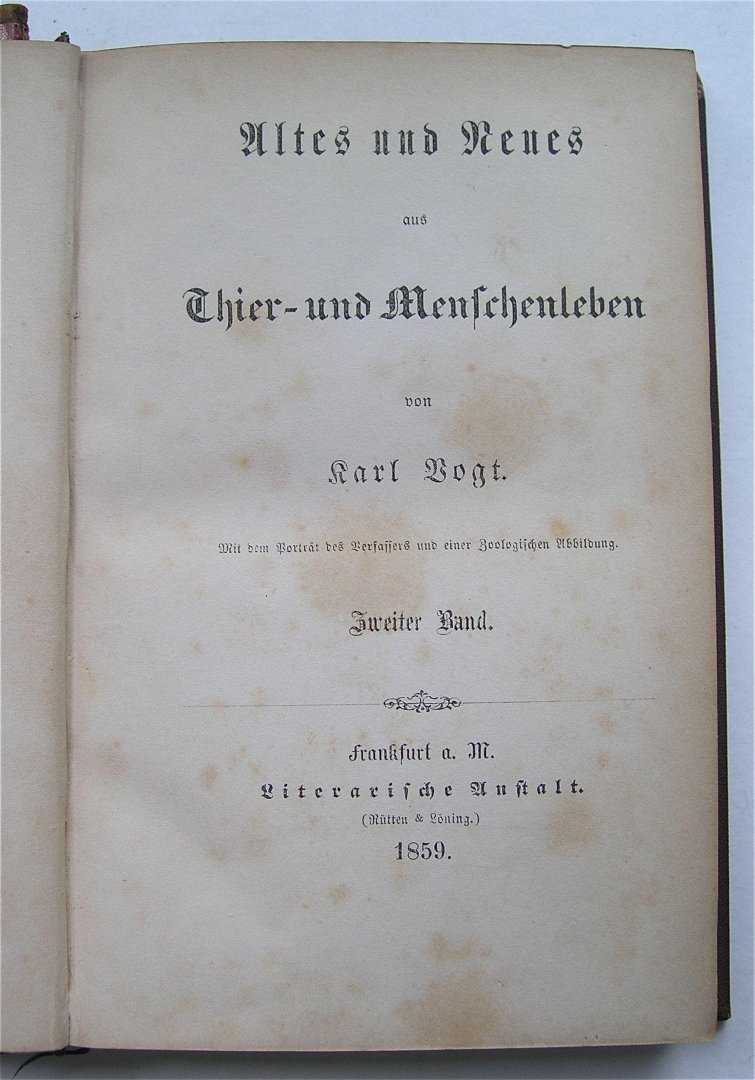 Altes und Neues
aus
Thier- und Menschenleben
von
Karl Vogt.
Mit dem Porträt des Verfassers und einer Zoologischen Abbildung.
Zweiter Band.
Frankfurt a. M.
Literarische Anstalt.
(Rütten & Löning.)
1859.